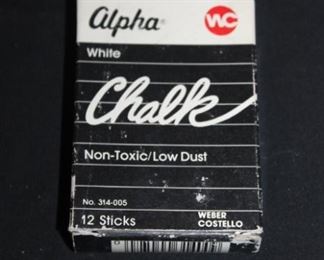 Alpha® WC
White
Chalk
Non-Toxic/Low Dust
No. 314-005
12 Sticks
WEBER
COSTELLO